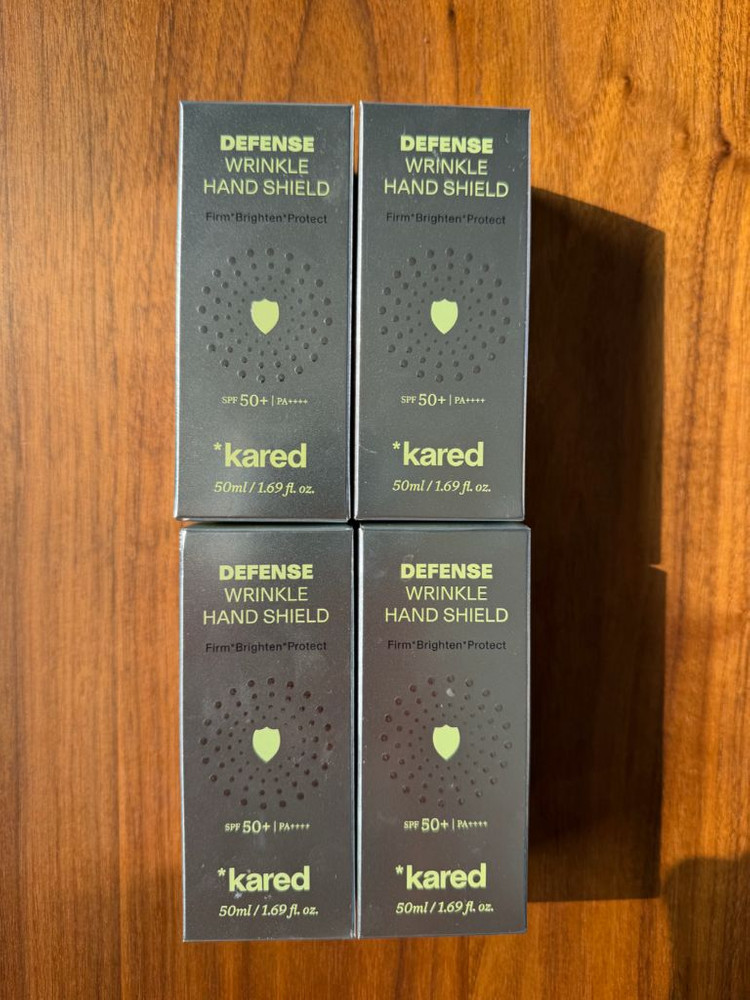 DEFENSE
WRINKLE
HAND SHIELD
Firm*Brighten*Protect
SPF 50+ | PA++++
*kared
50ml / 1.69 fl. oz.
DEFENSE
WRINKLE
HAND SHIELD
Firm*Brighten*Protect
SPF 50+ | PA++++
*kared
50ml / 1.69 fl. oz.
DEFENSE
WRINKLE
HAND SHIELD
Firm*Brighten*Protect
SPF 50+ | PA++++
*kared
50ml / 1.69 fl. oz.
DEFENSE
WRINKLE
HAND SHIELD
Firm*Brighten*Protect
SPF 50+ | PA++++
*kared
50ml / 1.69 fl. oz.